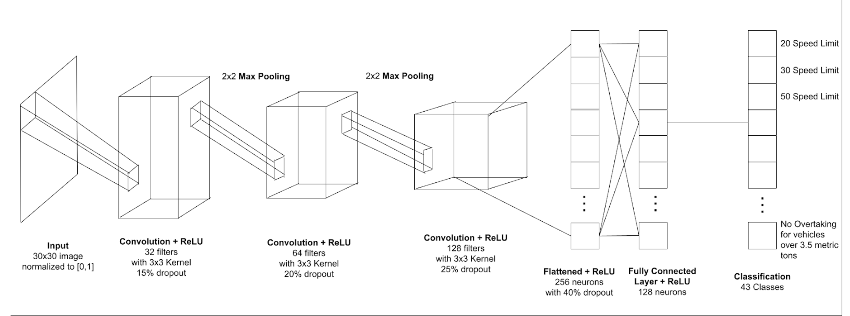 20 Speed Limit
2x2 Max Pooling
2x2 Max Pooling
30 Speed Limit
50 Speed Limit
No Overtaking
for vehicles
over 3.5 metric
tons
Input
30x30 image
normalized to [0,1]
Convolution + ReLU
32 filters
with 3x3 Kernel
15% dropout
Convolution + ReLU
64 filters
with 3x3 Kernel
20% dropout
Convolution + ReLU
128 filters
with 3x3 Kernel
25% dropout
Flattened + ReLU
256 neurons
with 40% dropout
Fully Connected
Layer + ReLU
128 neurons
Classification
43 Classes